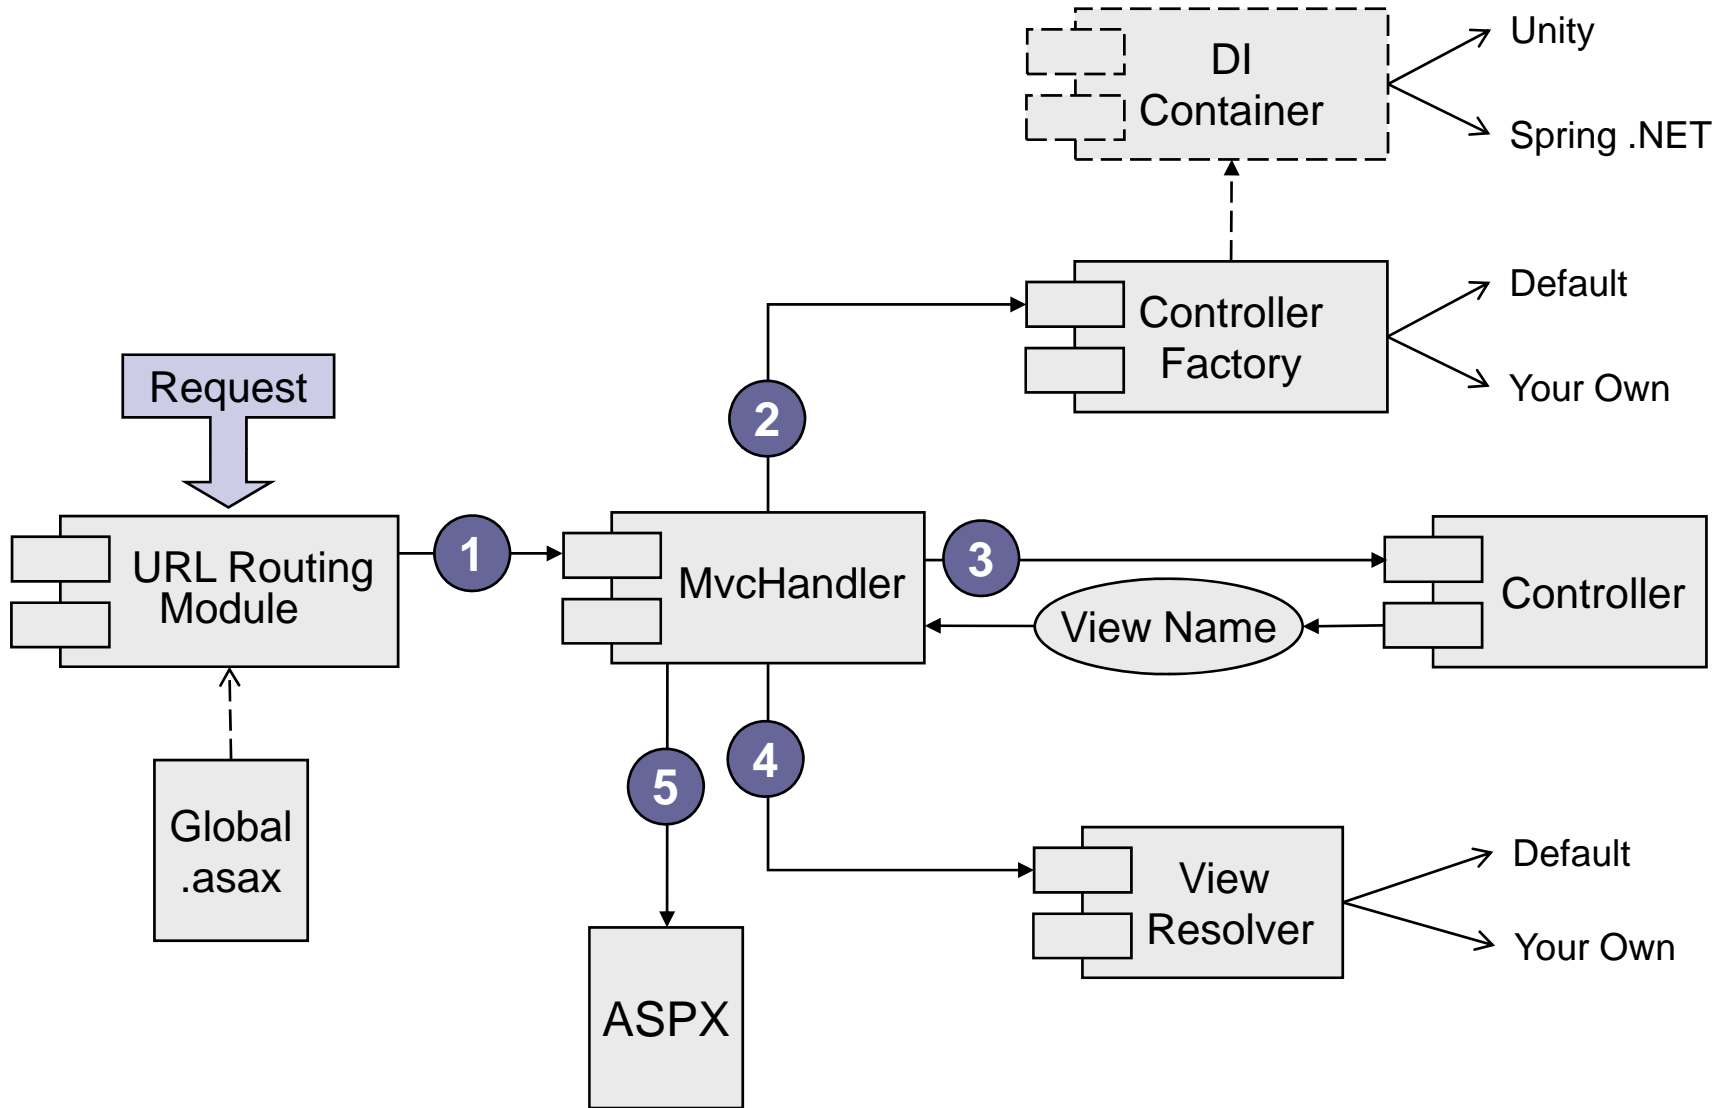 DI
Container
Unity
Spring .NET
Controller
Factory
Default
Your Own
Request
2
URL Routing
Module
1
MvcHandler
3
View Name
Controller
Global
.asax
5
4
ASPX
View
Resolver
Default
Your Own